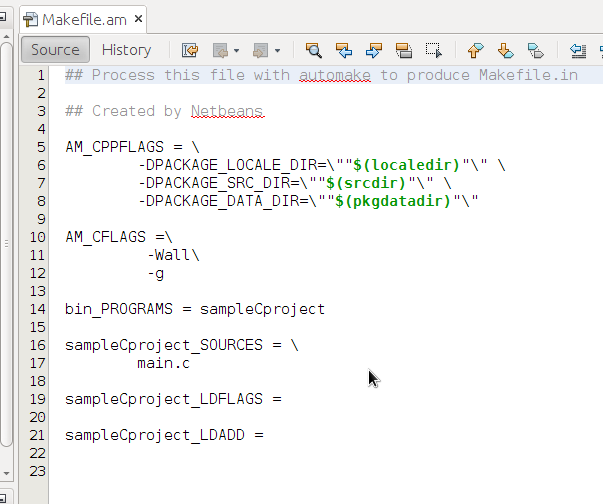 Makefile.am ×
Source History
1 ## Process this file with automake to produce Makefile.in
2
3 ## Created by Netbeans
4
5 AM_CPPFLAGS = \
6 -DPACKAGE_LOCALE_DIR=\""$(localedir)"\" \
7 -DPACKAGE_SRC_DIR=\""$(srcdir)"\" \
8 -DPACKAGE_DATA_DIR=\""$(pkgdatadir)"\"
9
10 AM_CFLAGS =\
11 -Wall\
12 -g
13
14 bin_PROGRAMS = sampleCproject
15
16 sampleCproject_SOURCES = \
17 main.c
18
19 sampleCproject_LDFLAGS =
20
21 sampleCproject_LDADD =
22
23